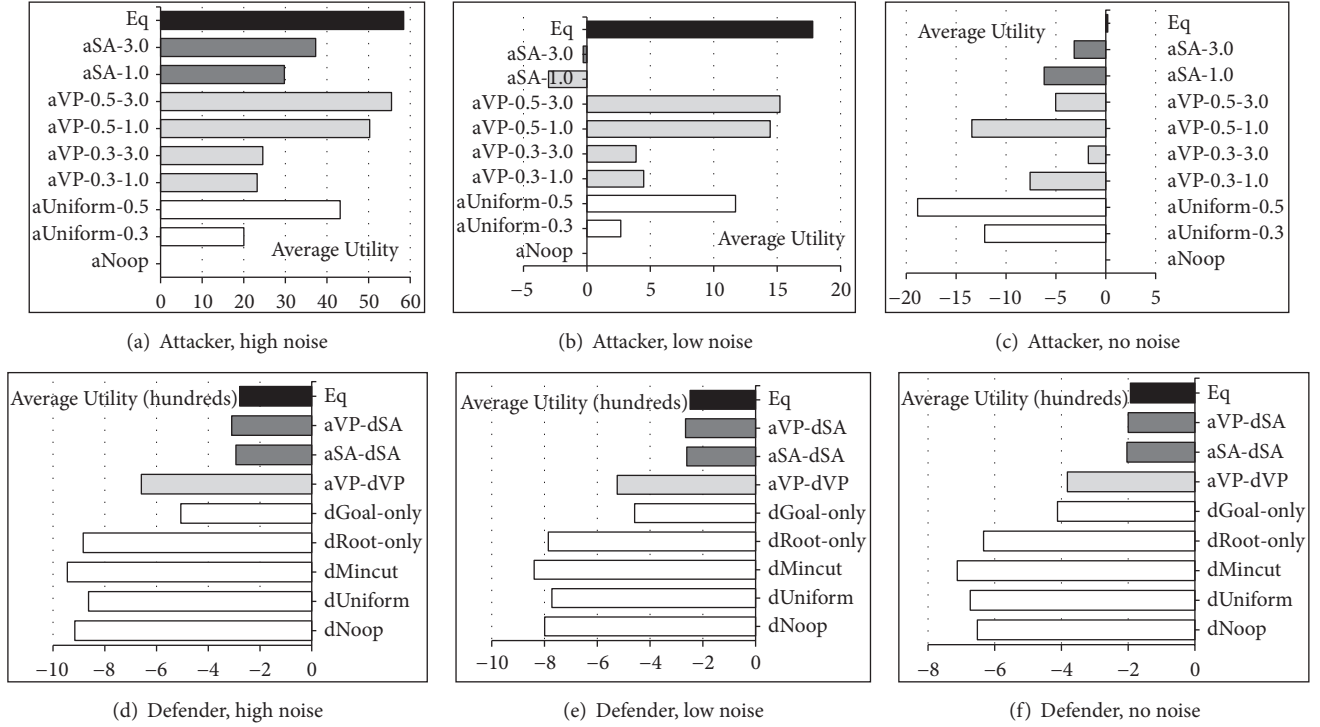 Eq
aSA-3.0
aSA-1.0
aVP-0.5-3.0
aVP-0.5-1.0
aVP-0.3-3.0
aVP-0.3-1.0
aUniform-0.5
aUniform-0.3
aNoop
Average Utility
0 10 20 30 40 50 60
(a) Attacker, high noise
Eq
aSA-3.0
aSA-1.0
aVP-0.5-3.0
aVP-0.5-1.0
aVP-0.3-3.0
aVP-0.3-1.0
aUniform-0.5
aUniform-0.3
aNoop
Average Utility
−5 0 5 10 15 20
(b) Attacker, low noise
Average Utility
Eq
aSA-3.0
aSA-1.0
aVP-0.5-3.0
aVP-0.5-1.0
aVP-0.3-3.0
aVP-0.3-1.0
aUniform-0.5
aUniform-0.3
aNoop
−20 −15 −10 −5 0 5
(c) Attacker, no noise
Average Utility (hundreds)
Eq
aVP-dSA
aSA-dSA
aVP-dVP
dGoal-only
dRoot-only
dMincut
dUniform
dNoop
−10 −8 −6 −4 −2 0
(d) Defender, high noise
Average Utility (hundreds)
Eq
aVP-dSA
aSA-dSA
aVP-dVP
dGoal-only
dRoot-only
dMincut
dUniform
dNoop
−10 −8 −6 −4 −2 0
(e) Defender, low noise
Average Utility (hundreds)
Eq
aVP-dSA
aSA-dSA
aVP-dVP
dGoal-only
dRoot-only
dMincut
dUniform
dNoop
−8 −6 −4 −2 0
(f) Defender, no noise